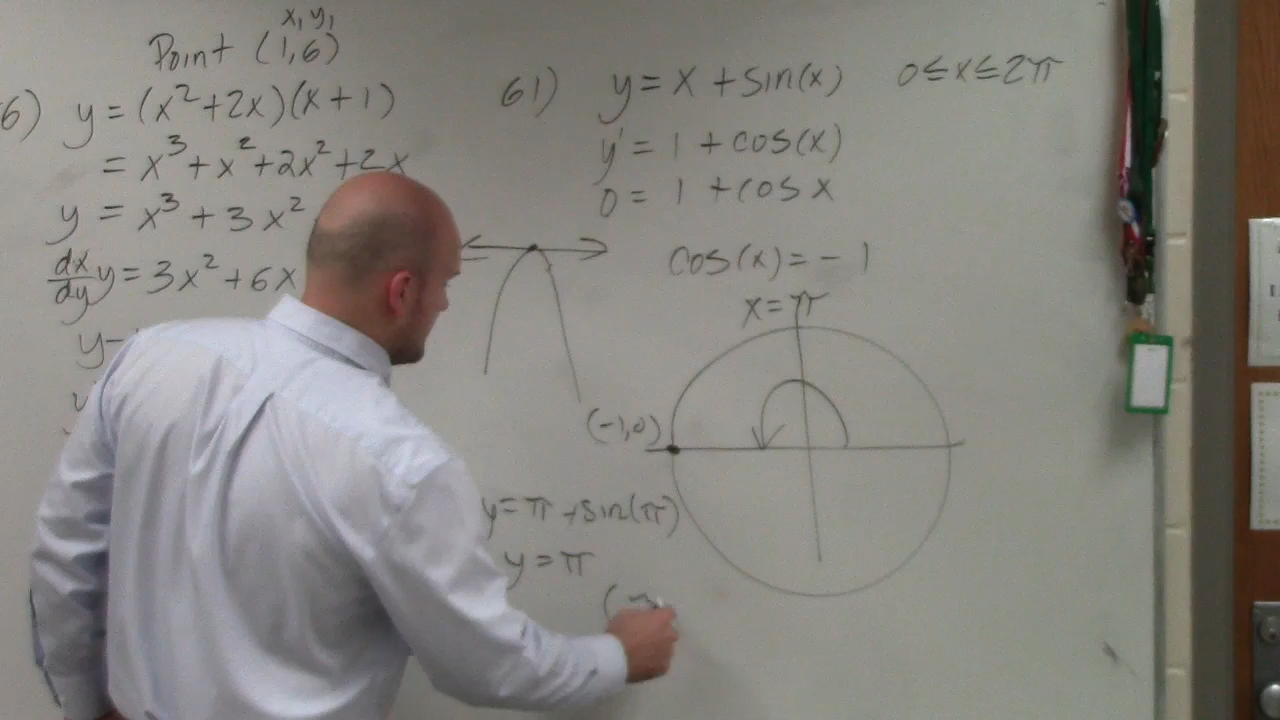 x, y,
Point (1,6)
6) y = (x² + 2x)(x + 1)
= x³ + x² + 2x² + 2x
y = x³ + 3x²
dx/dy y = 3x² + 6x
y -
61) y = x + sin(x) 0 ≤ x ≤ 2π
y' = 1 + cos(x)
0 = 1 + cos x
cos(x) = -1
x = π
(-1,0)
y = π + sin(π)
y = π
(π